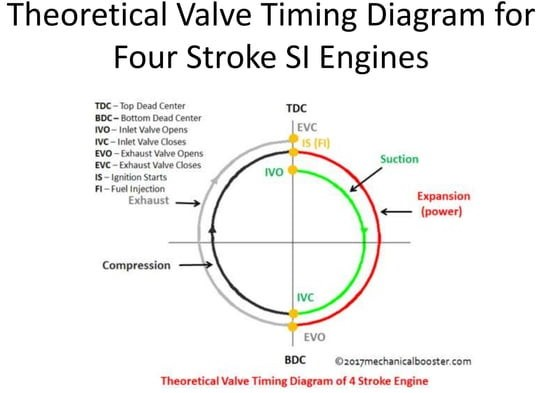 Theoretical Valve Timing Diagram for
Four Stroke SI Engines
TDC – Top Dead Center
BDC – Bottom Dead Center
IVO – Inlet Valve Opens
IVC – Inlet Valve Closes
EVO – Exhaust Valve Opens
EVC – Exhaust Valve Closes
IS – Ignition Starts
FI – Fuel Injection
TDC
EVC
IS (FI)
IVO
Suction
Exhaust
Expansion
(power)
Compression
IVC
EVO
BDC
©2017mechanicalbooster.com
Theoretical Valve Timing Diagram of 4 Stroke Engine